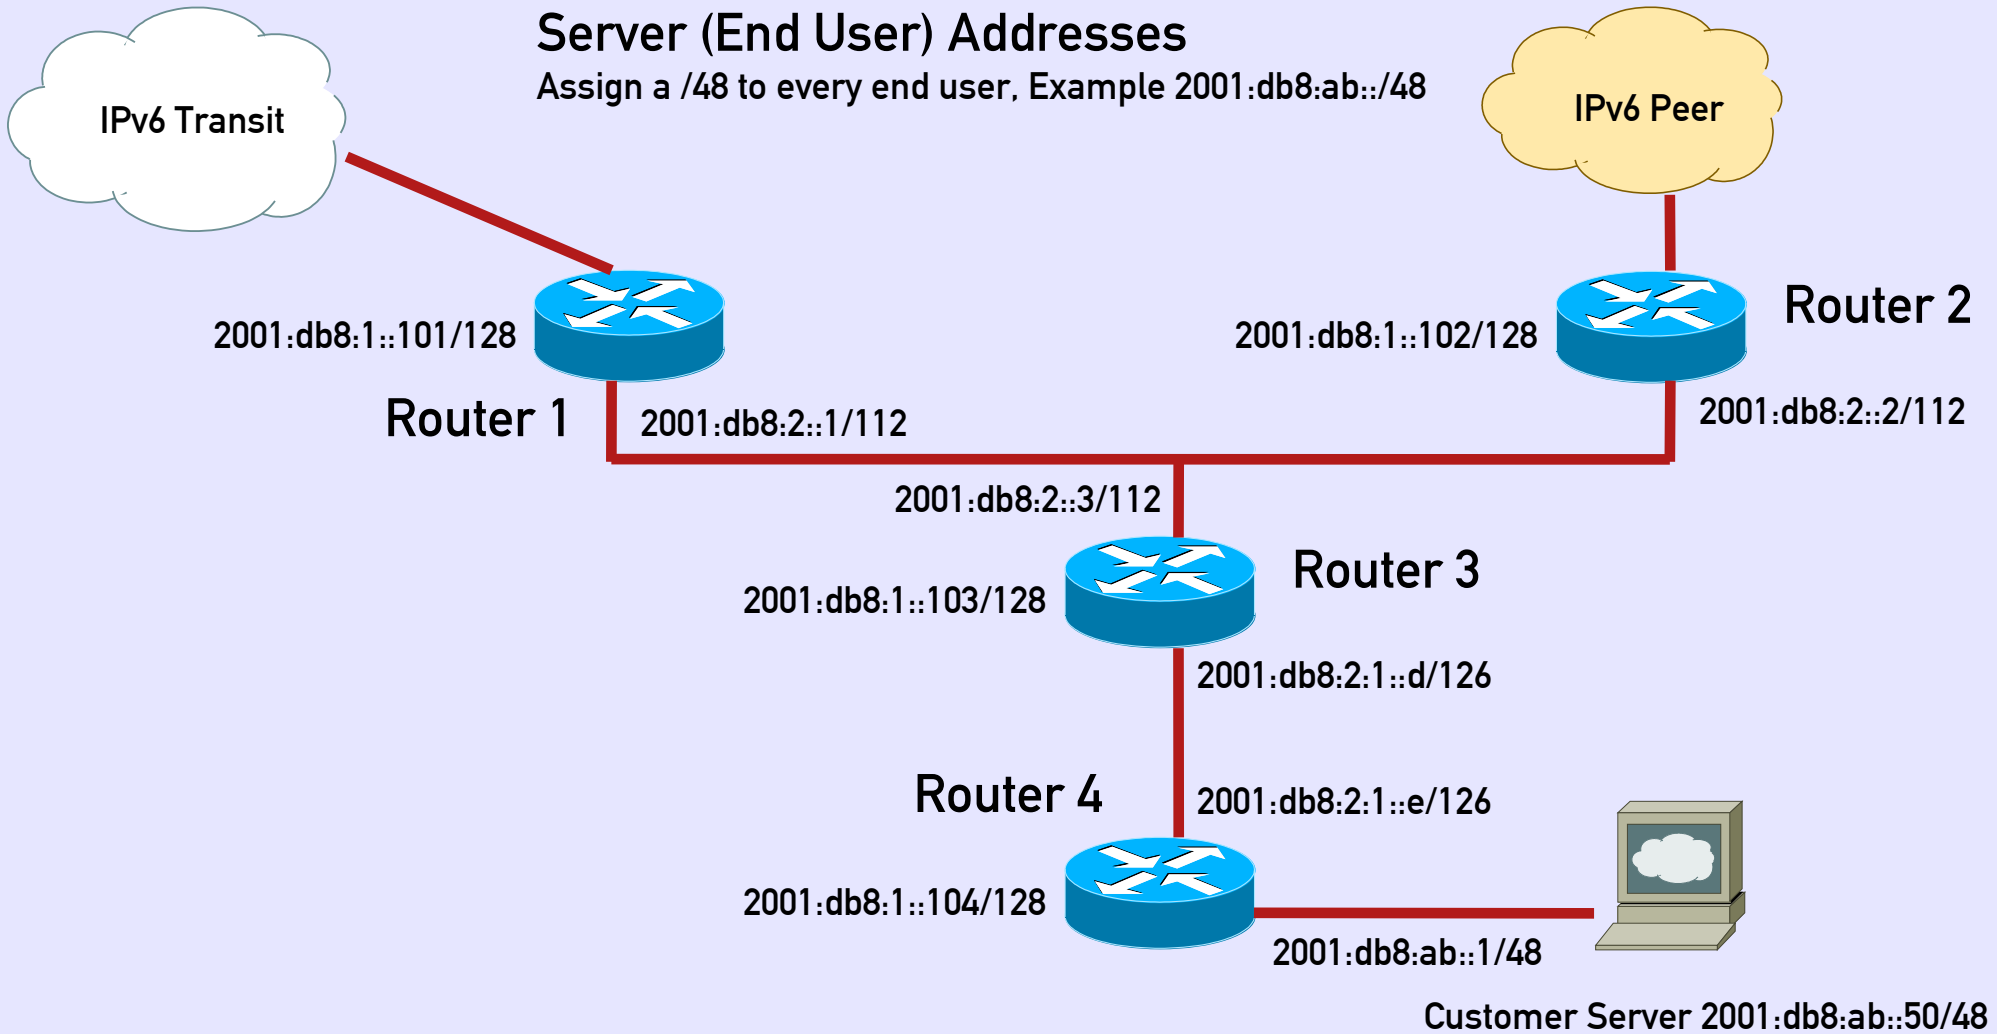 Server (End User) Addresses
Assign a /48 to every end user, Example 2001:db8:ab::/48
IPv6 Transit
IPv6 Peer
2001:db8:1::101/128
Router 1
2001:db8:2::1/112
2001:db8:1::102/128
Router 2
2001:db8:2::2/112
2001:db8:2::3/112
Router 3
2001:db8:1::103/128
2001:db8:2:1::d/126
Router 4
2001:db8:2:1::e/126
2001:db8:1::104/128
2001:db8:ab::1/48
Customer Server 2001:db8:ab::50/48